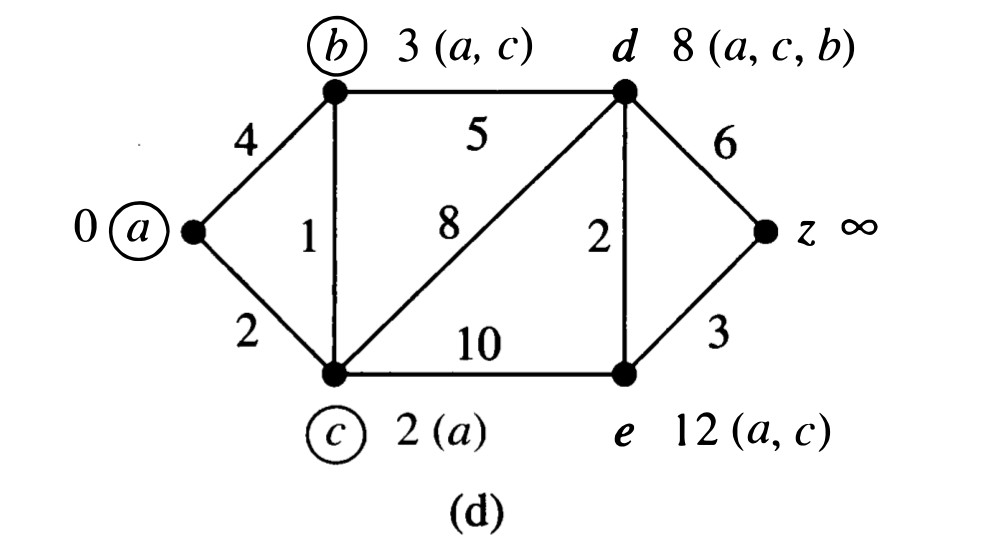 b 3 (a, c) d 8 (a, c, b)
4 5 6
0 a 1 8 2 z ∞
2 10 3
c 2 (a) e 12 (a, c)
(d)